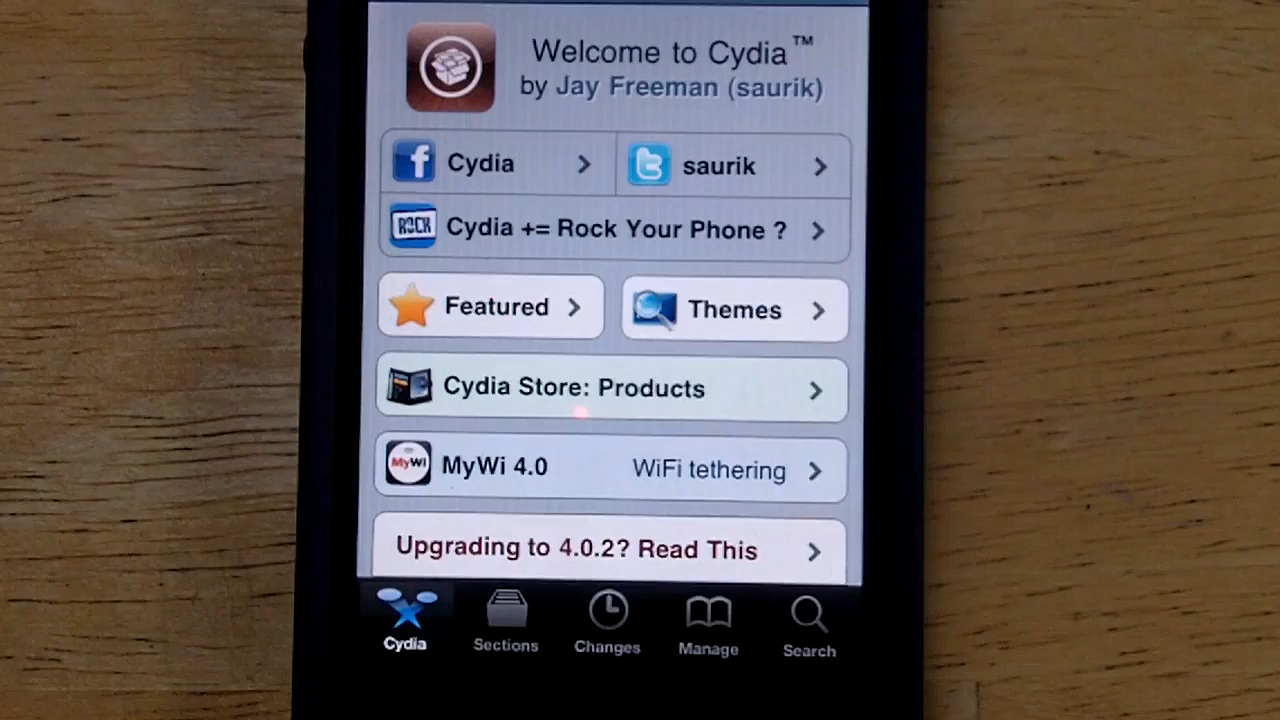 Welcome to Cydia™
by Jay Freeman (saurik)
f Cydia
t saurik
ROCK Cydia += Rock Your Phone ?
Featured
Themes
Cydia Store: Products
MyWi MyWi 4.0 WiFi tethering
Upgrading to 4.0.2? Read This
Cydia Sections Changes Manage Search